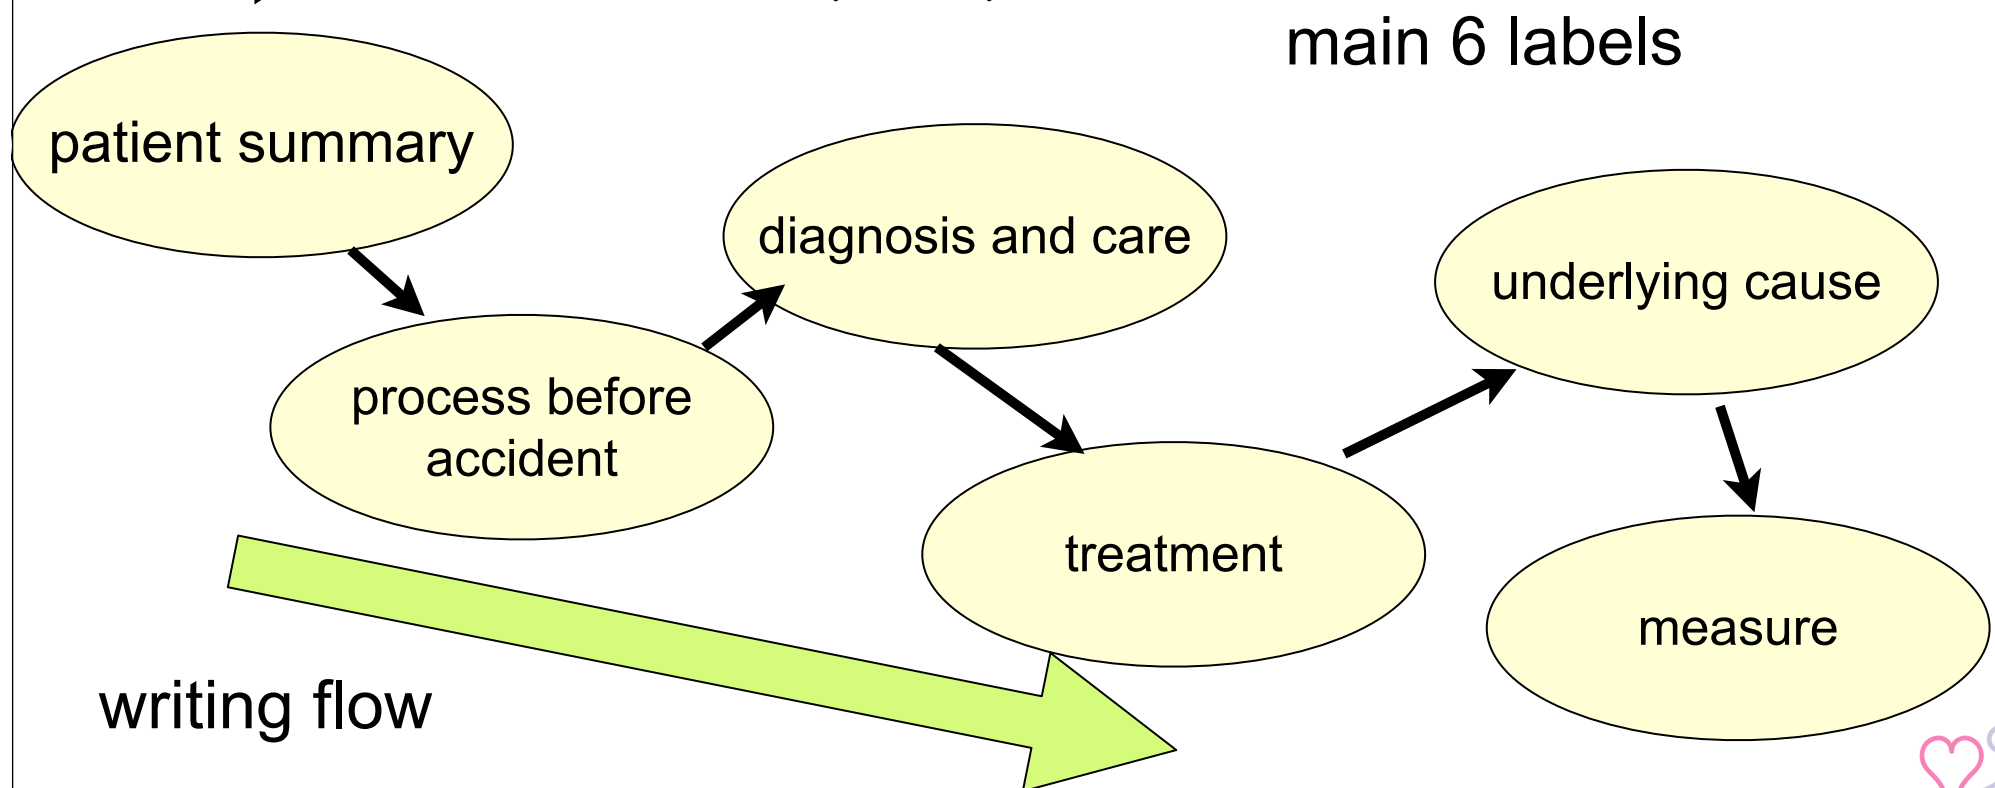 main 6 labels
patient summary
diagnosis and care
underlying cause
process before
accident
treatment
measure
writing flow